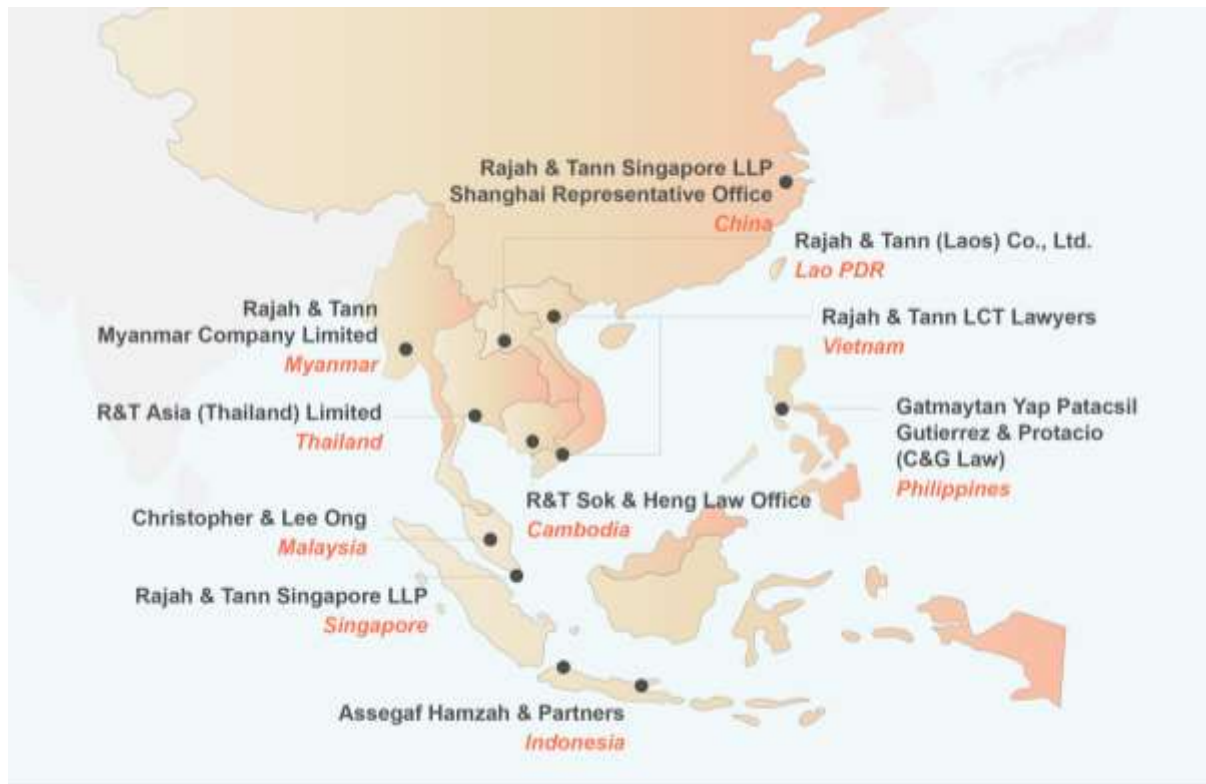 Rajah & Tann Singapore LLP
Shanghai Representative Office
China
Rajah & Tann (Laos) Co., Ltd.
Lao PDR
Rajah & Tann
Myanmar Company Limited
Myanmar
Rajah & Tann LCT Lawyers
Vietnam
R&T Asia (Thailand) Limited
Thailand
Gatmaytan Yap Patacsil
Gutierrez & Protacio
(C&G Law)
Philippines
R&T Sok & Heng Law Office
Cambodia
Christopher & Lee Ong
Malaysia
Rajah & Tann Singapore LLP
Singapore
Assegaf Hamzah & Partners
Indonesia